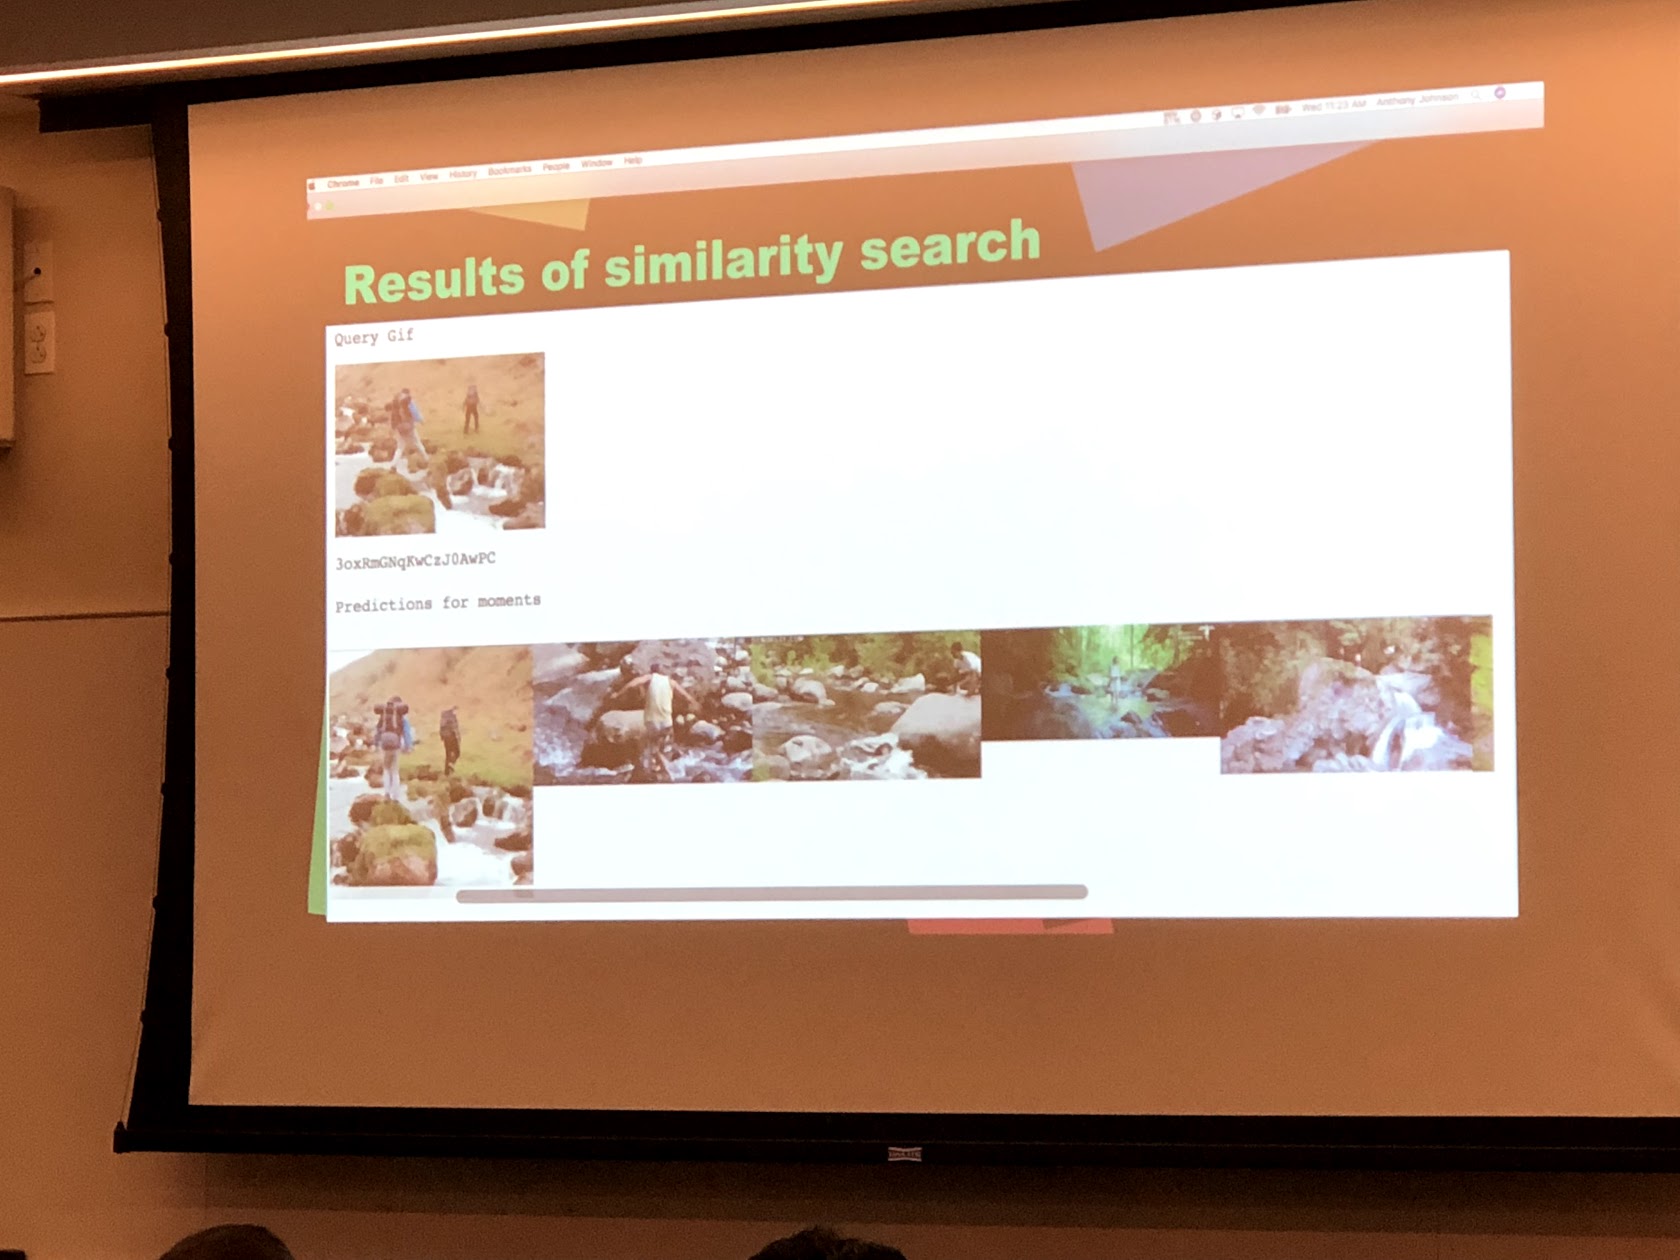 Chrome File Edit View History Bookmarks People Window Help
Wed 11:23 AM Anthony Johnson
Results of similarity search
Query Gif
3oxRmGNqKwCzJ0AwPC
Predictions for moments